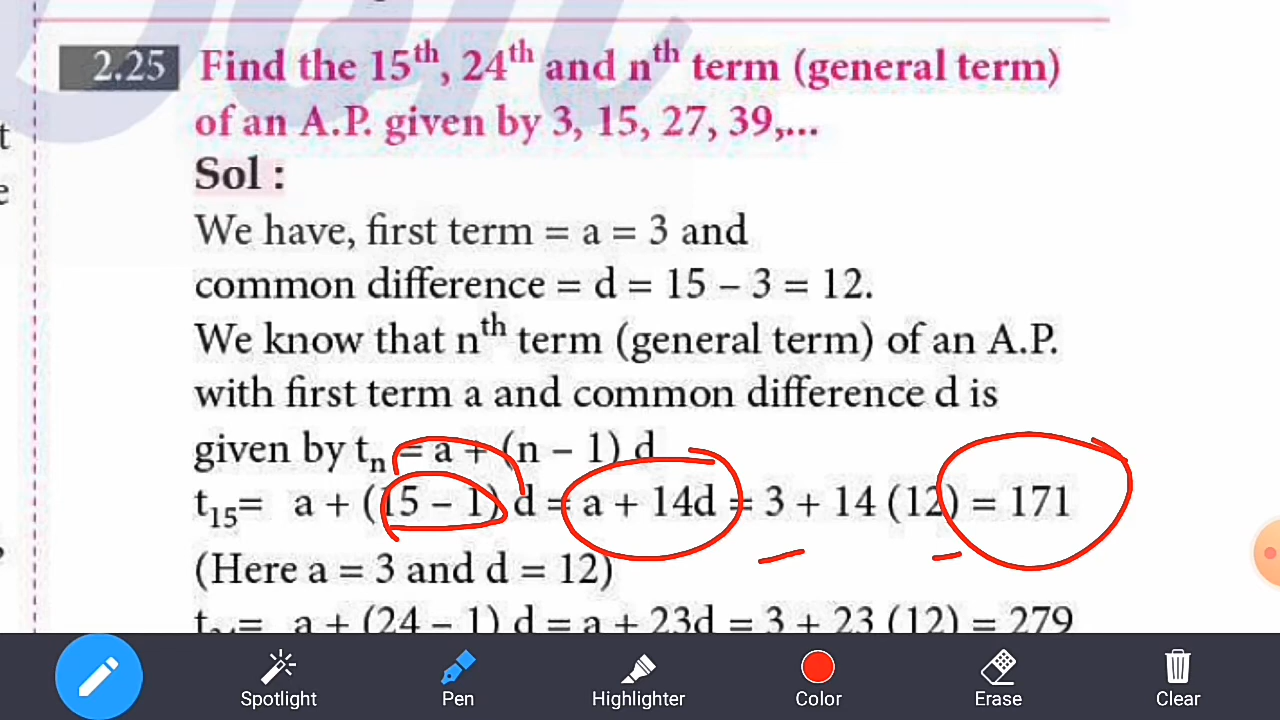 2.25 Find the 15th, 24th and nth term (general term)
of an A.P. given by 3, 15, 27, 39,...
Sol :
We have, first term = a = 3 and
common difference = d = 15 – 3 = 12.
We know that nth term (general term) of an A.P.
with first term a and common difference d is
given by tn = a + (n – 1) d
t15= a + (15 – 1) d = a + 14d = 3 + 14 (12) = 171
(Here a = 3 and d = 12)
a + (24 – 1) d = a + 23d = 3 + 23 (12) = 279
Spotlight Pen Highlighter Color Erase Clear